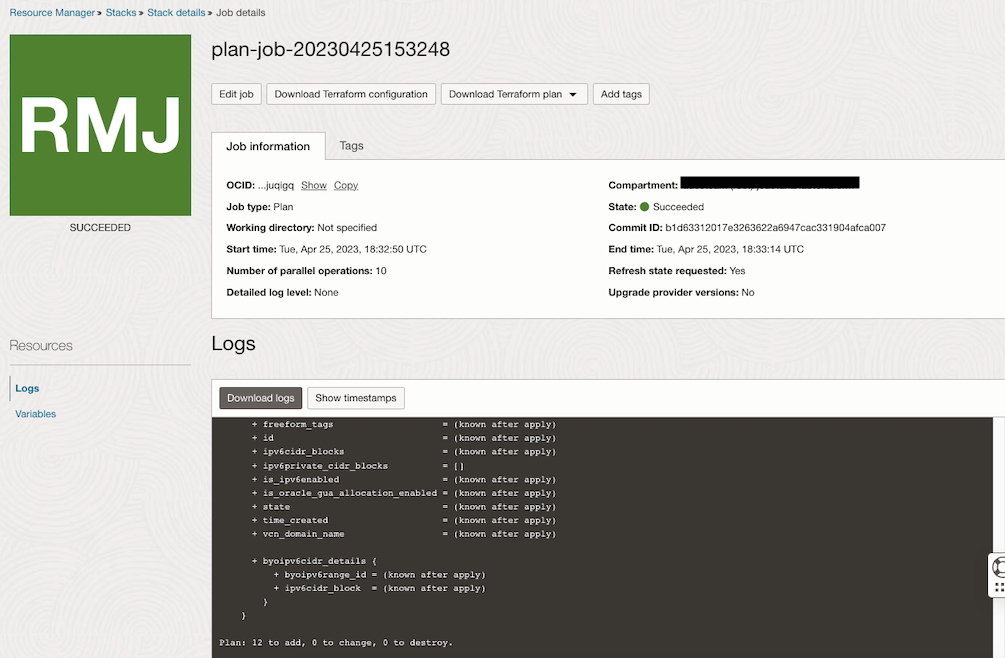 Resource Manager » Stacks » Stack details » Job details
RMJ
SUCCEEDED
plan-job-20230425153248
Edit job
Download Terraform configuration
Download Terraform plan
Add tags
Job information
Tags
OCID: ...juqigq Show Copy
Job type: Plan
Working directory: Not specified
Start time: Tue, Apr 25, 2023, 18:32:50 UTC
Number of parallel operations: 10
Detailed log level: None
Compartment:
State: Succeeded
Commit ID: b1d63312017e3263622a6947cac331904afca007
End time: Tue, Apr 25, 2023, 18:33:14 UTC
Refresh state requested: Yes
Upgrade provider versions: No
Resources
Logs
Variables
Logs
Download logs
Show timestamps
+ freeform_tags = (known after apply)
+ id = (known after apply)
+ ipv6cidr_blocks = (known after apply)
+ ipv6private_cidr_blocks = []
+ is_ipv6enabled = (known after apply)
+ is_oracle_gua_allocation_enabled = (known after apply)
+ state = (known after apply)
+ time_created = (known after apply)
+ vcn_domain_name = (known after apply)
+ byoipv6cidr_details {
+ byoipv6range_id = (known after apply)
+ ipv6cidr_block = (known after apply)
}
}
Plan: 12 to add, 0 to change, 0 to destroy.